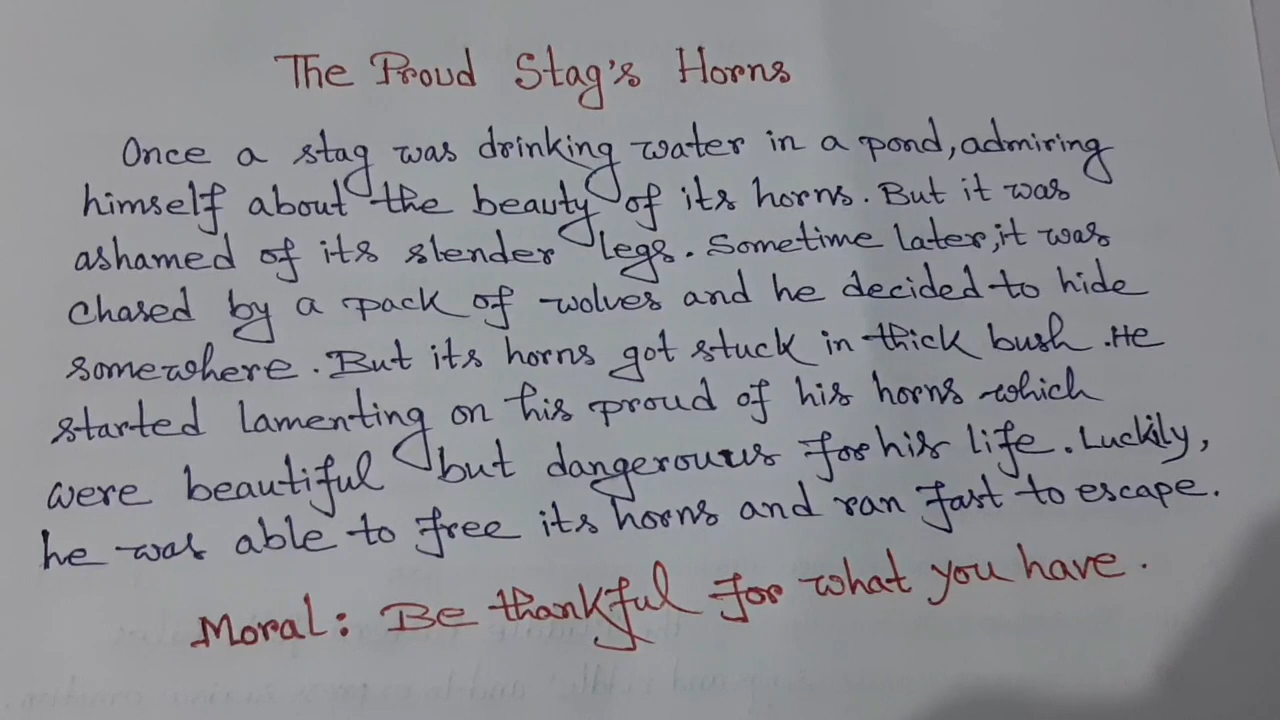 The Proud Stag's Horns
Once a stag was drinking water in a pond, admiring
himself about the beauty of its horns. But it was
ashamed of its slender legs. Sometime later, it was
chased by a pack of wolves and he decided to hide
somewhere. But its horns got stuck in thick bush. He
started lamenting on his proud of his horns which
were beautiful but dangerouus for his life. Luckily,
he was able to free its horns and ran fast to escape.
Moral: Be thankful for what you have.